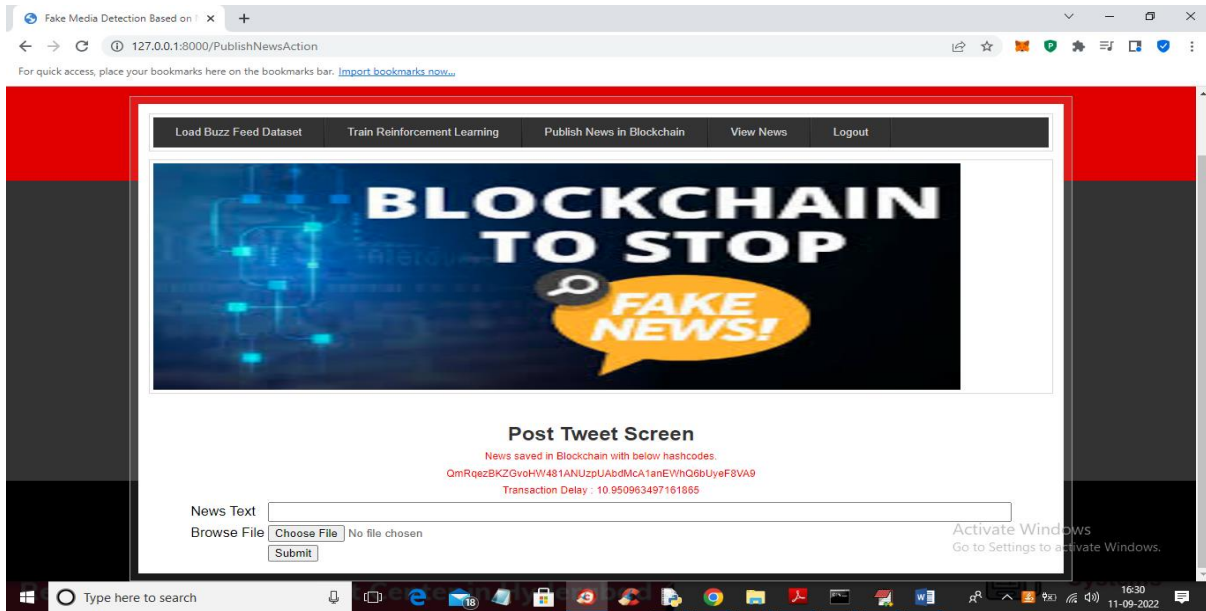 Fake Media Detection Based on
127.0.0.1:8000/PublishNewsAction
For quick access, place your bookmarks here on the bookmarks bar. Import bookmarks now...
Load Buzz Feed Dataset Train Reinforcement Learning Publish News in Blockchain View News Logout
BLOCKCHAIN
TO STOP
FAKE
NEWS!
Post Tweet Screen
News saved in Blockchain with below hashcodes.
QmRqezBKZGvoHW481ANUzpUAbdMcA1anEWhQ6bUyeF8VA9
Transaction Delay : 10.950963497161865
News Text
Browse File Choose File No file chosen
Submit
Activate Windows
Go to Settings to activate Windows.
Type here to search
18
16:30
11-09-2022